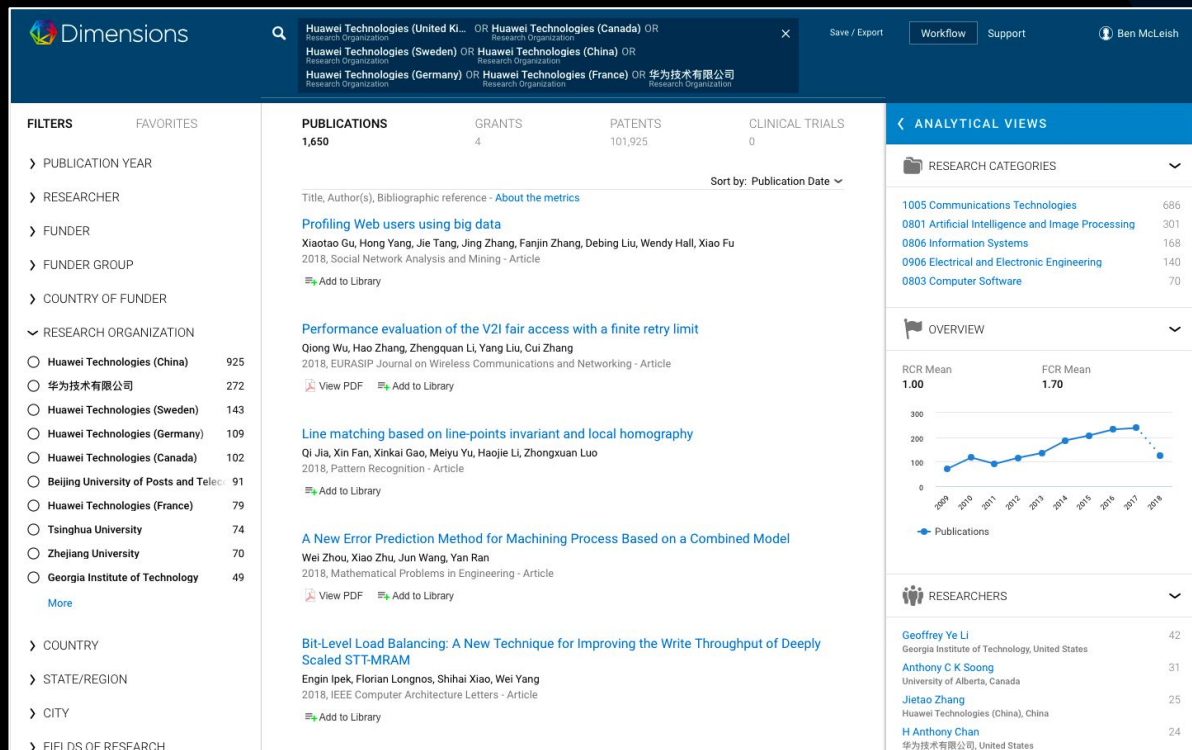 Dimensions
Huawei Technologies (United Ki... OR Huawei Technologies (Canada) OR
Research Organization Research Organization
Huawei Technologies (Sweden) OR Huawei Technologies (China) OR
Research Organization Research Organization
Huawei Technologies (Germany) OR Huawei Technologies (France) OR 华为技术有限公司
Research Organization Research Organization Research Organization
Save / Export
Workflow
Support
Ben McLeish
FILTERS FAVORITES
PUBLICATION YEAR
RESEARCHER
FUNDER
FUNDER GROUP
COUNTRY OF FUNDER
RESEARCH ORGANIZATION
Huawei Technologies (China) 925
华为技术有限公司 272
Huawei Technologies (Sweden) 143
Huawei Technologies (Germany) 109
Huawei Technologies (Canada) 102
Beijing University of Posts and Telec 91
Huawei Technologies (France) 79
Tsinghua University 74
Zhejiang University 70
Georgia Institute of Technology 49
More
COUNTRY
STATE/REGION
CITY
FIELDS OF RESEARCH
PUBLICATIONS GRANTS PATENTS CLINICAL TRIALS
1,650 4 101,925 0
Sort by: Publication Date
Title, Author(s), Bibliographic reference - About the metrics
Profiling Web users using big data
Xiaotao Gu, Hong Yang, Jie Tang, Jing Zhang, Fanjin Zhang, Debing Liu, Wendy Hall, Xiao Fu
2018, Social Network Analysis and Mining - Article
Add to Library
Performance evaluation of the V2I fair access with a finite retry limit
Qiong Wu, Hao Zhang, Zhengquan Li, Yang Liu, Cui Zhang
2018, EURASIP Journal on Wireless Communications and Networking - Article
View PDF Add to Library
Line matching based on line-points invariant and local homography
Qi Jia, Xin Fan, Xinkai Gao, Meiyu Yu, Haojie Li, Zhongxuan Luo
2018, Pattern Recognition - Article
Add to Library
A New Error Prediction Method for Machining Process Based on a Combined Model
Wei Zhou, Xiao Zhu, Jun Wang, Yan Ran
2018, Mathematical Problems in Engineering - Article
View PDF Add to Library
Bit-Level Load Balancing: A New Technique for Improving the Write Throughput of Deeply
Scaled STT-MRAM
Engin Ipek, Florian Longnos, Shihai Xiao, Wei Yang
2018, IEEE Computer Architecture Letters - Article
Add to Library
ANALYTICAL VIEWS
RESEARCH CATEGORIES
1005 Communications Technologies 686
0801 Artificial Intelligence and Image Processing 301
0806 Information Systems 168
0906 Electrical and Electronic Engineering 140
0803 Computer Software 70
OVERVIEW
RCR Mean FCR Mean
1.00 1.70
300
200
100
0
2009 2010 2011 2012 2013 2014 2015 2016 2017 2018
Publications
RESEARCHERS
Geoffrey Ye Li 42
Georgia Institute of Technology, United States
Anthony C K Soong 31
University of Alberta, Canada
Jietao Zhang 25
Huawei Technologies (China), China
H Anthony Chan 24
华为技术有限公司, United States